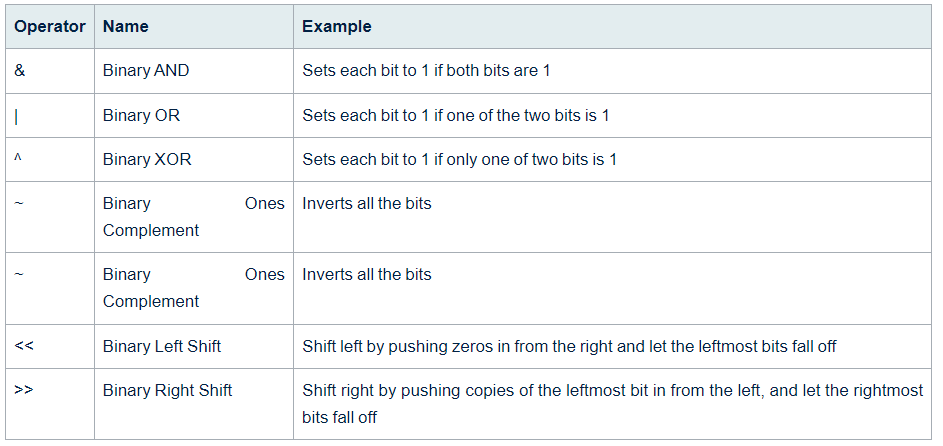 Operator Name Example
& Binary AND Sets each bit to 1 if both bits are 1
| Binary OR Sets each bit to 1 if one of the two bits is 1
^ Binary XOR Sets each bit to 1 if only one of two bits is 1
~ Binary Ones Inverts all the bits
Complement
~ Binary Ones Inverts all the bits
Complement
<< Binary Left Shift Shift left by pushing zeros in from the right and let the leftmost bits fall off
>> Binary Right Shift Shift right by pushing copies of the leftmost bit in from the left, and let the rightmost
bits fall off